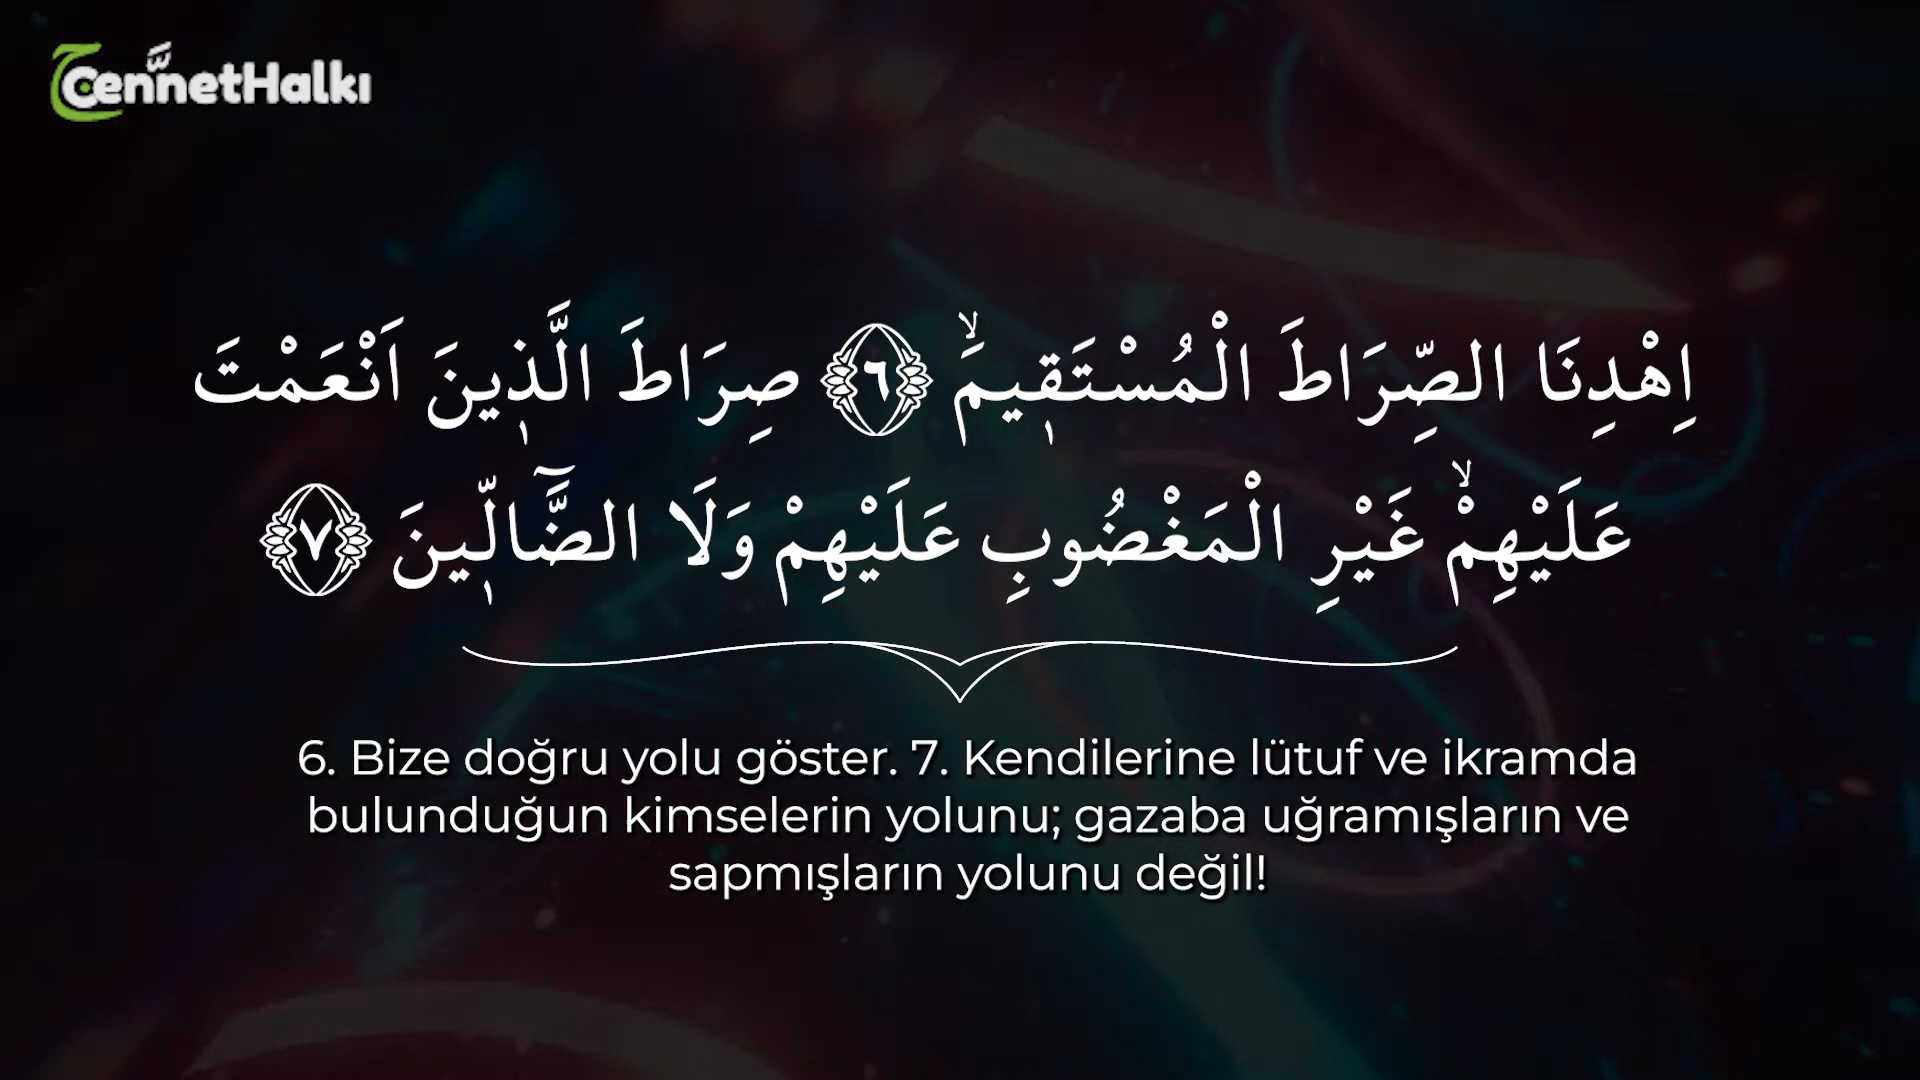 CennetHalkı
اِهْدِنَا الصِّرَاطَ الْمُسْتَقٖيمَۙ ﴿٦﴾ صِرَاطَ الَّذٖينَ اَنْعَمْتَ
عَلَيْهِمْۙ غَيْرِ الْمَغْضُوبِ عَلَيْهِمْ وَلَا الضَّٓالّٖينَ ﴿٧﴾
6. Bize doğru yolu göster. 7. Kendilerine lütuf ve ikramda
bulunduğun kimselerin yolunu; gazaba uğramışların ve
sapmışların yolunu değil!